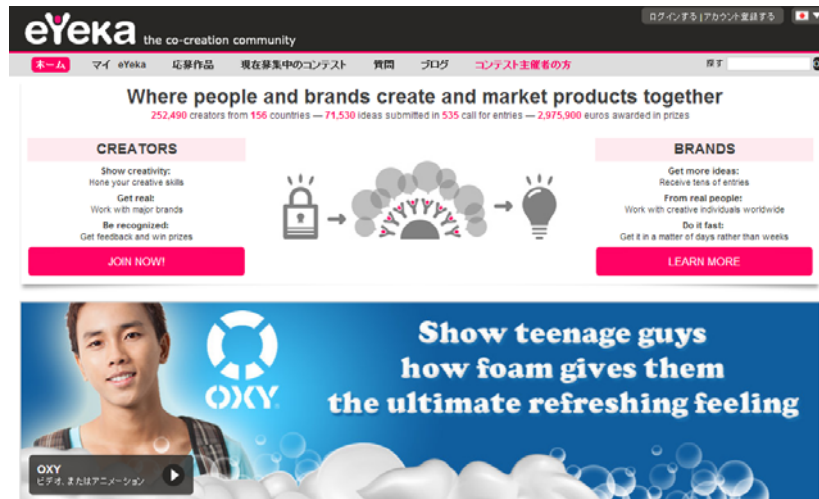 eYeka the co-creation community
ログインする | アカウント登録する
ホーム マイ eYeka 応募作品 現在募集中のコンテスト 質問 ブログ コンテスト主催者の方 探す
Where people and brands create and market products together
252,490 creators from 156 countries — 71,530 ideas submitted in 535 call for entries — 2,975,900 euros awarded in prizes
CREATORS
Show creativity:
Hone your creative skills
Get real:
Work with major brands
Be recognized:
Get feedback and win prizes
JOIN NOW!
BRANDS
Get more ideas:
Receive tens of entries
From real people:
Work with creative individuals worldwide
Do it fast:
Get it in a matter of days rather than weeks
LEARN MORE
OXY
Show teenage guys
how foam gives them
the ultimate refreshing feeling
OXY
ビデオ, またはアニメーション